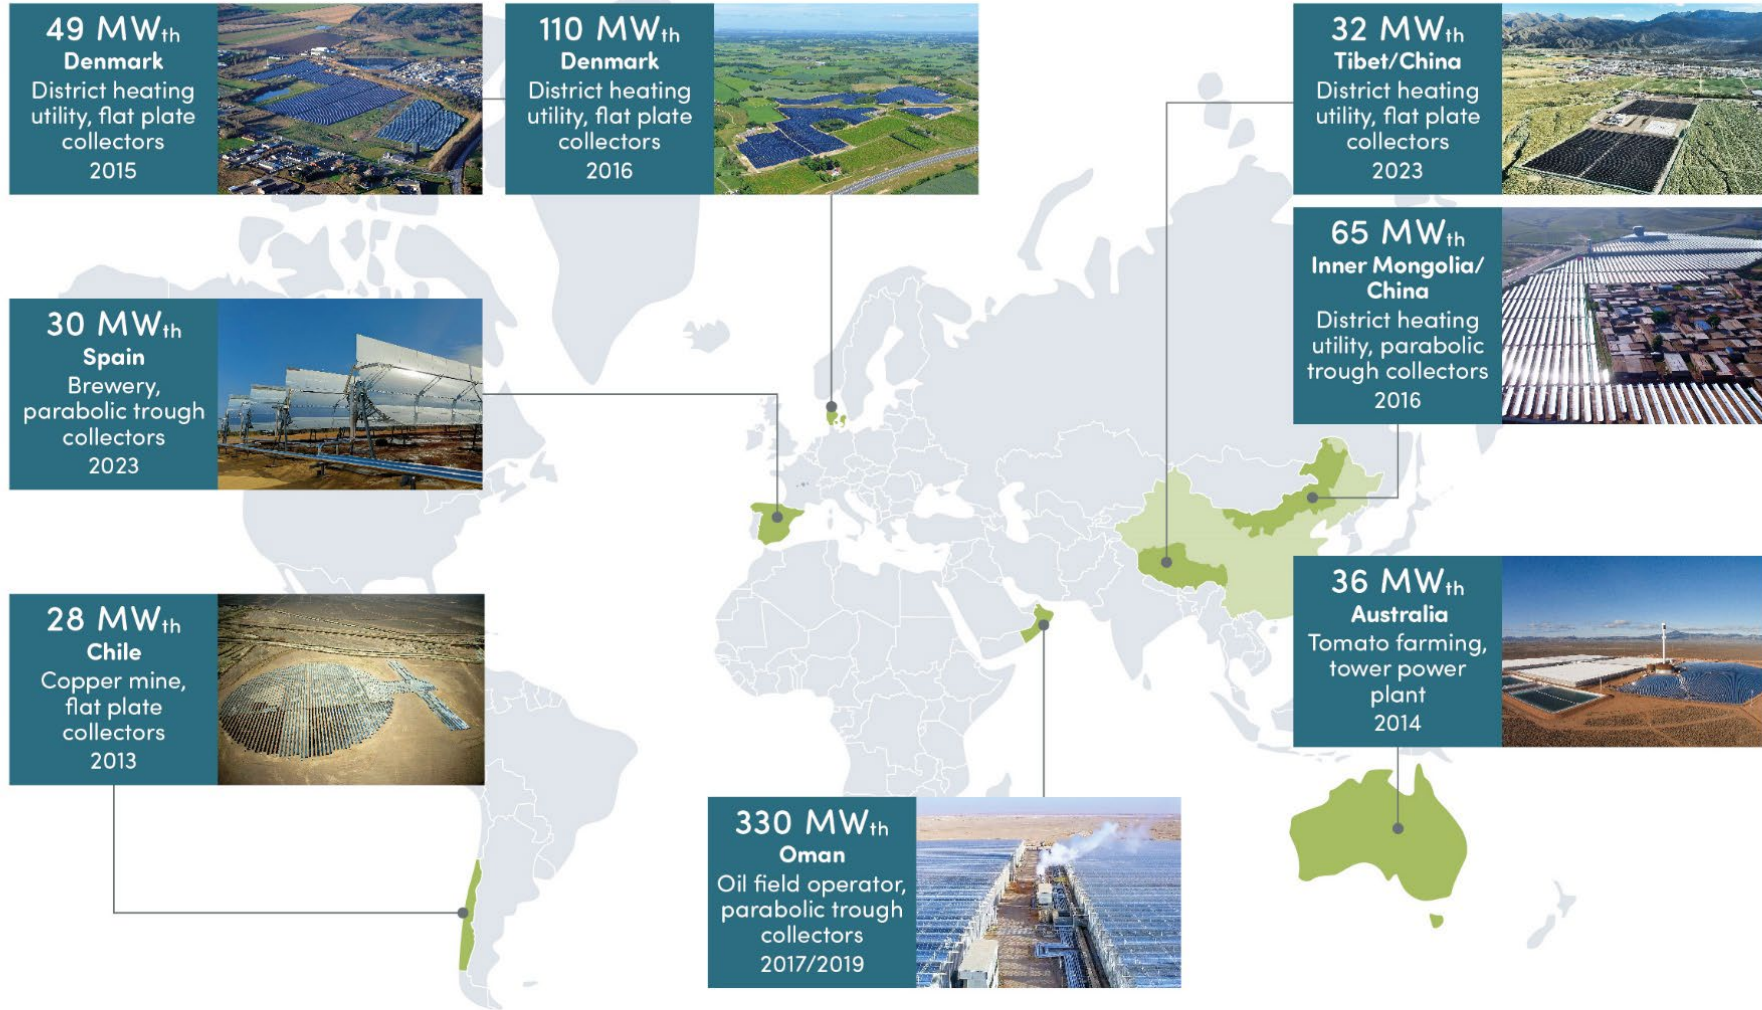 49 MWth
Denmark
District heating
utility, flat plate
collectors
2015
110 MWth
Denmark
District heating
utility, flat plate
collectors
2016
32 MWth
Tibet/China
District heating
utility, flat plate
collectors
2023
65 MWth
Inner Mongolia/
China
District heating
utility, parabolic
trough collectors
2016
30 MWth
Spain
Brewery,
parabolic trough
collectors
2023
28 MWth
Chile
Copper mine,
flat plate
collectors
2013
36 MWth
Australia
Tomato farming,
tower power
plant
2014
330 MWth
Oman
Oil field operator,
parabolic trough
collectors
2017/2019